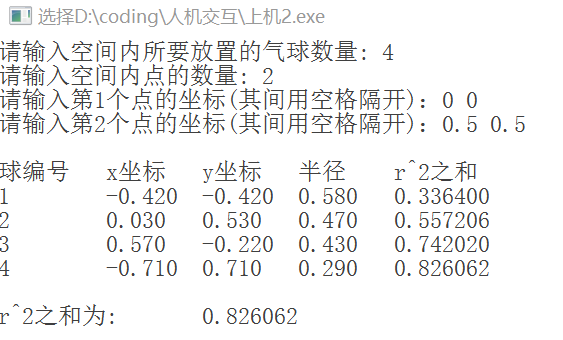 选择D:\coding\人机交互\上机2.exe
请输入空间内所要放置的气球数量: 4
请输入空间内点的数量: 2
请输入第1个点的坐标(其间用空格隔开): 0 0
请输入第2个点的坐标(其间用空格隔开): 0.5 0.5
球编号 x坐标 y坐标 半径 r^2之和
1 -0.420 -0.420 0.580 0.336400
2 0.030 0.530 0.470 0.557206
3 0.570 -0.220 0.430 0.742020
4 -0.710 0.710 0.290 0.826062
r^2之和为: 0.826062